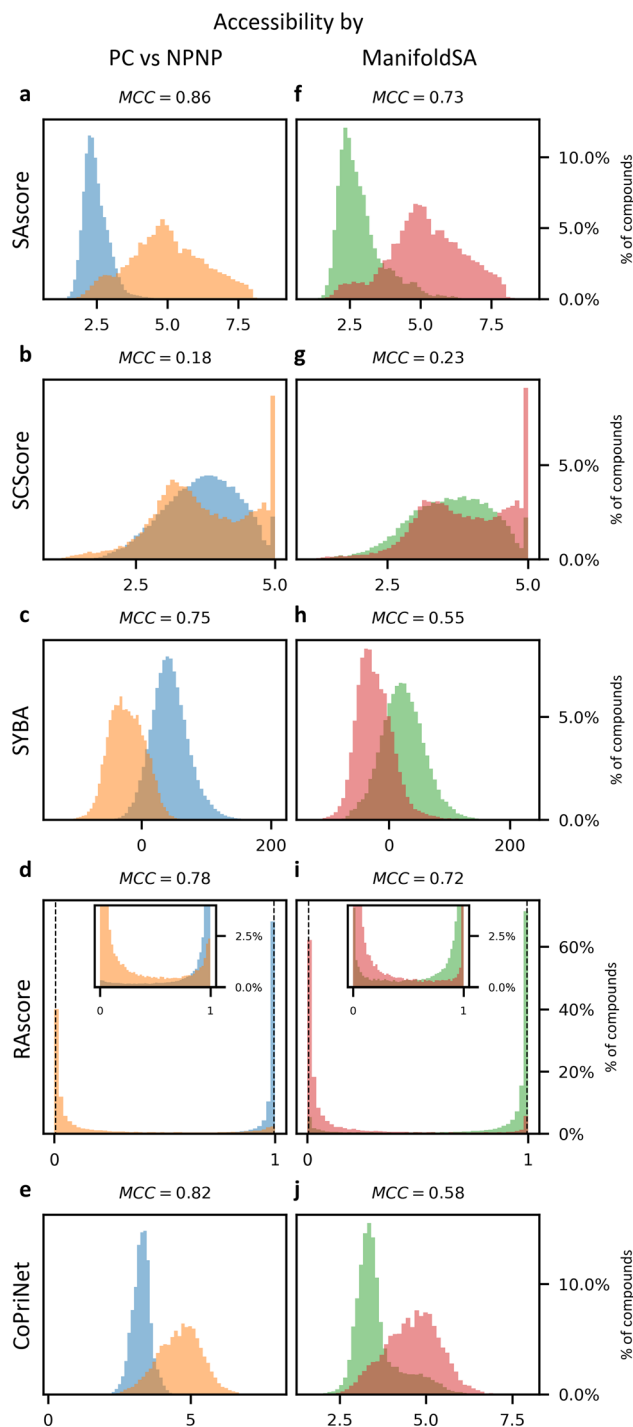 Accessibility by
PC vs NPNP ManifoldSA
a MCC = 0.86 f MCC = 0.73
SAscore
10.0%
5.0%
0.0%
% of compounds
2.5 5.0 7.5 2.5 5.0 7.5
b MCC = 0.18 g MCC = 0.23
SCScore
5.0%
0.0%
% of compounds
2.5 5.0 2.5 5.0
c MCC = 0.75 h MCC = 0.55
SYBA
5.0%
0.0%
% of compounds
0 200 0 200
d MCC = 0.78 i MCC = 0.72
RAscore
2.5% 2.5%
0.0% 0.0%
0 1 0 1
60%
40%
20%
0%
% of compounds
0 1 0 1
e MCC = 0.82 j MCC = 0.58
CoPriNet
10.0%
0.0%
% of compounds
0 5 2.5 5.0 7.5